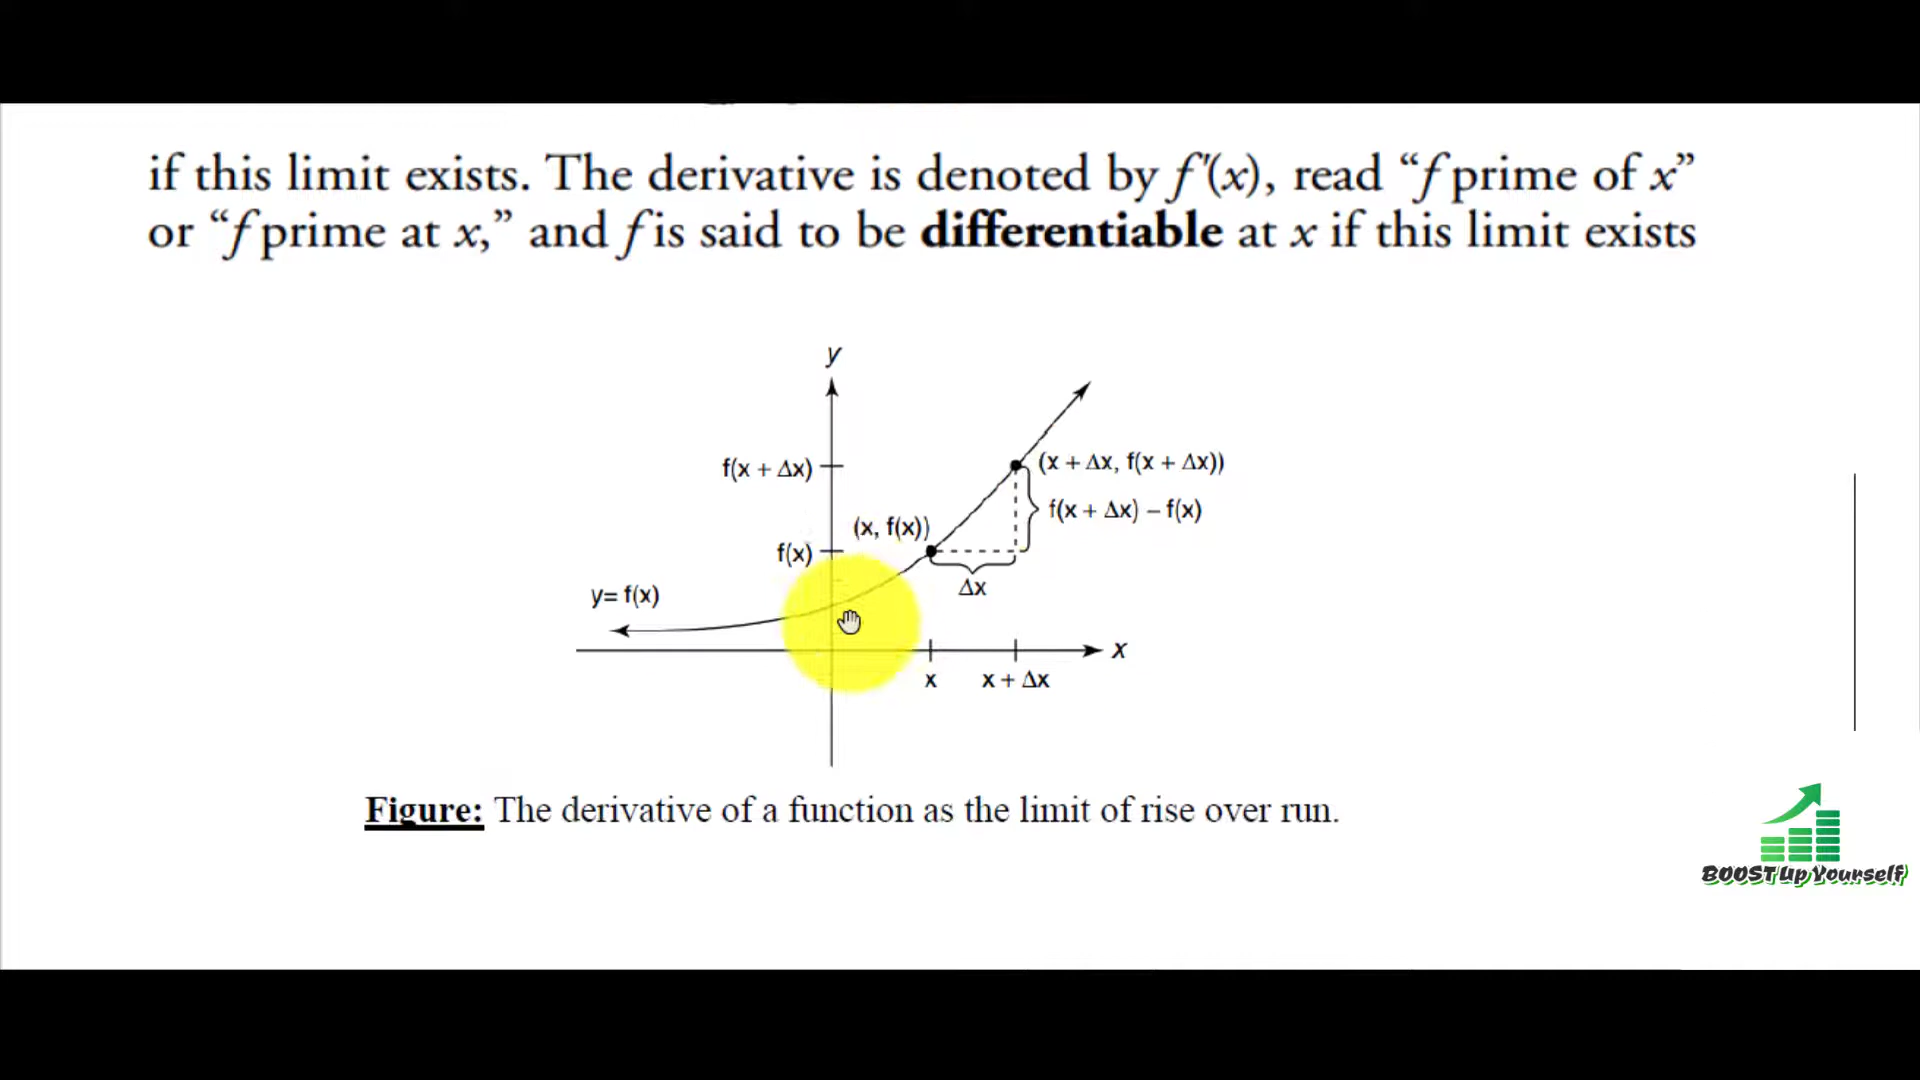 if this limit exists. The derivative is denoted by f′(x), read “f prime of x”
or “f prime at x,” and f is said to be differentiable at x if this limit exists
y
f(x + Δx)
(x + Δx, f(x + Δx))
f(x + Δx) – f(x)
(x, f(x))
f(x)
Δx
y= f(x)
x
x
x + Δx
Figure: The derivative of a function as the limit of rise over run.
BOOST Up Yourself